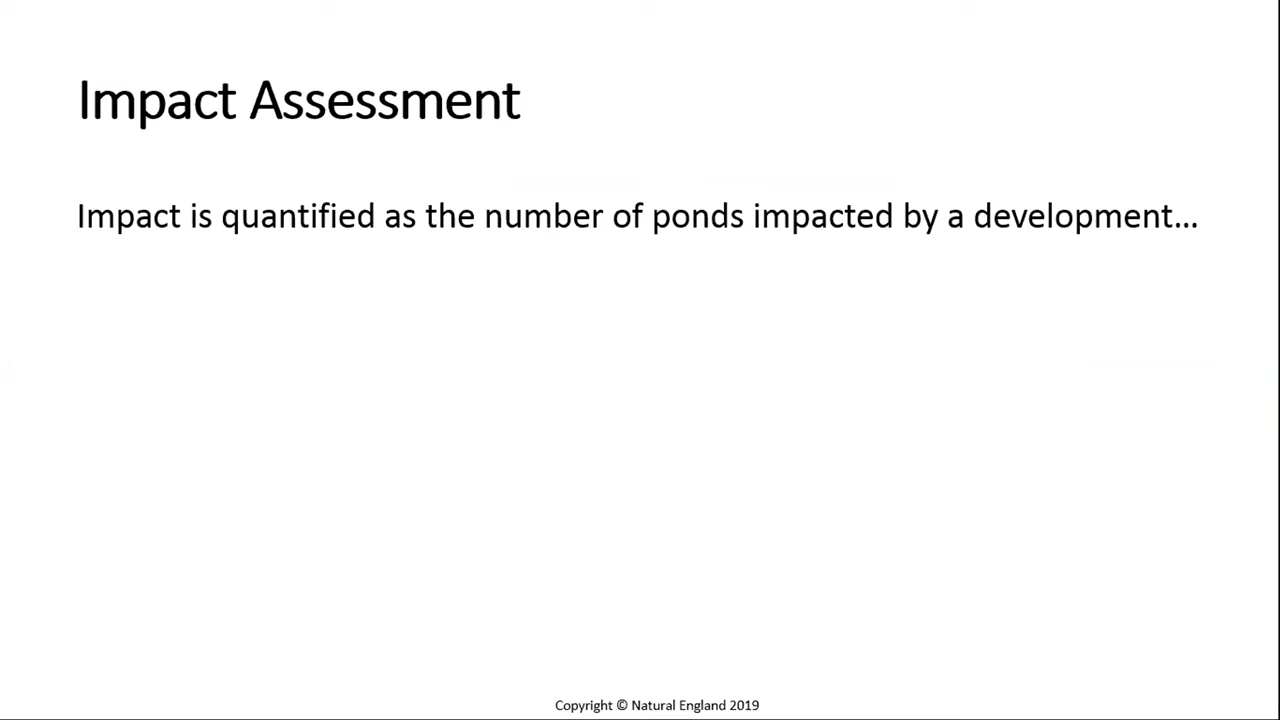 Impact Assessment
Impact is quantified as the number of ponds impacted by a development...
Copyright © Natural England 2019